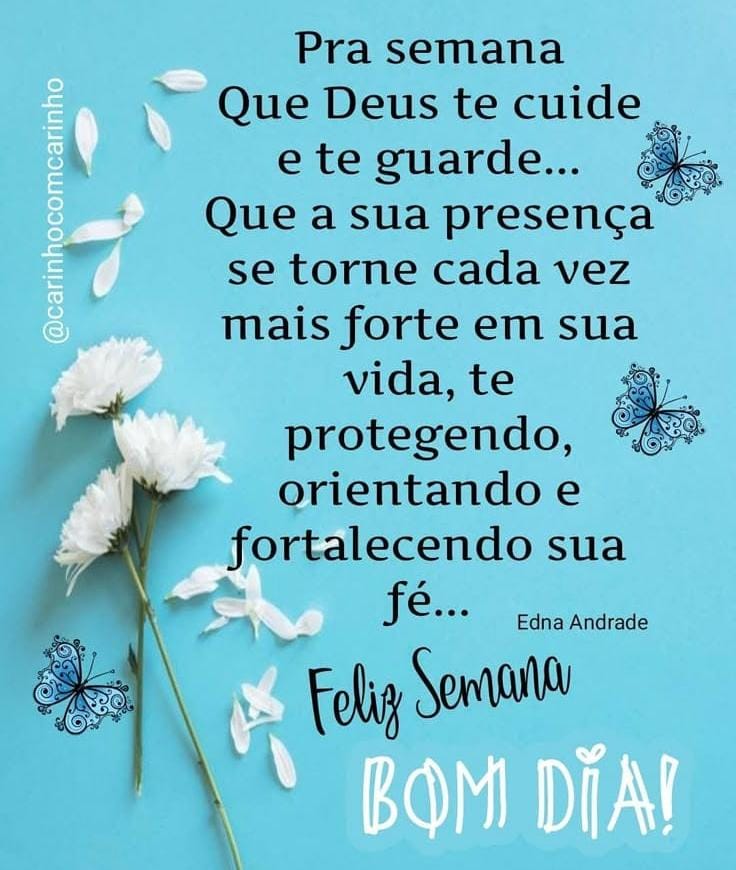 Pra semana
Que Deus te cuide
e te guarde...
Que a sua presença
se torne cada vez
mais forte em sua
vida, te
protegendo,
orientando e
fortalecendo sua
fé...
Edna Andrade
Feliz Semana
BOM DIA!
@carinhocomcarinho